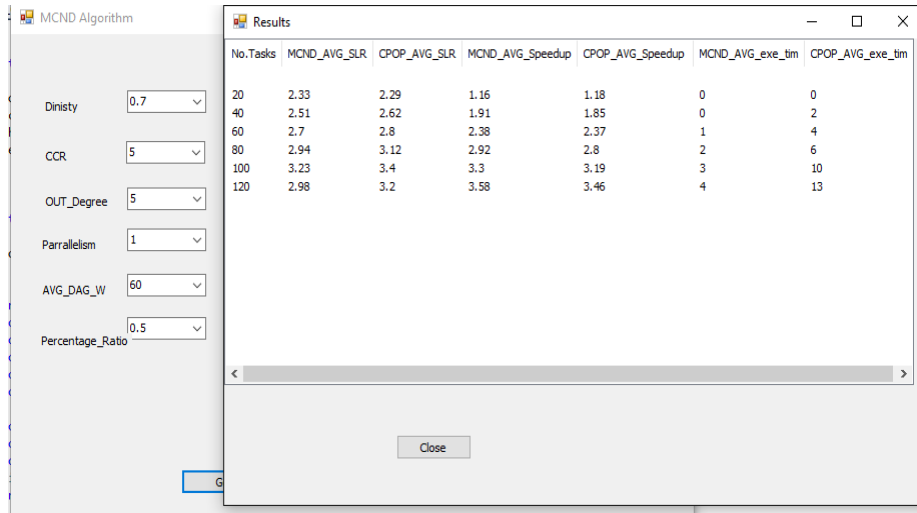 MCND Algorithm
Dinisty 0.7
CCR 5
OUT_Degree 5
Parrallelism 1
AVG_DAG_W 60
Percentage_Ratio 0.5
G
Results
No.Tasks MCND_AVG_SLR CPOP_AVG_SLR MCND_AVG_Speedup CPOP_AVG_Speedup MCND_AVG_exe_tim CPOP_AVG_exe_tim
20 2.33 2.29 1.16 1.18 0 0
40 2.51 2.62 1.91 1.85 0 2
60 2.7 2.8 2.38 2.37 1 4
80 2.94 3.12 2.92 2.8 2 6
100 3.23 3.4 3.3 3.19 3 10
120 2.98 3.2 3.58 3.46 4 13
Close